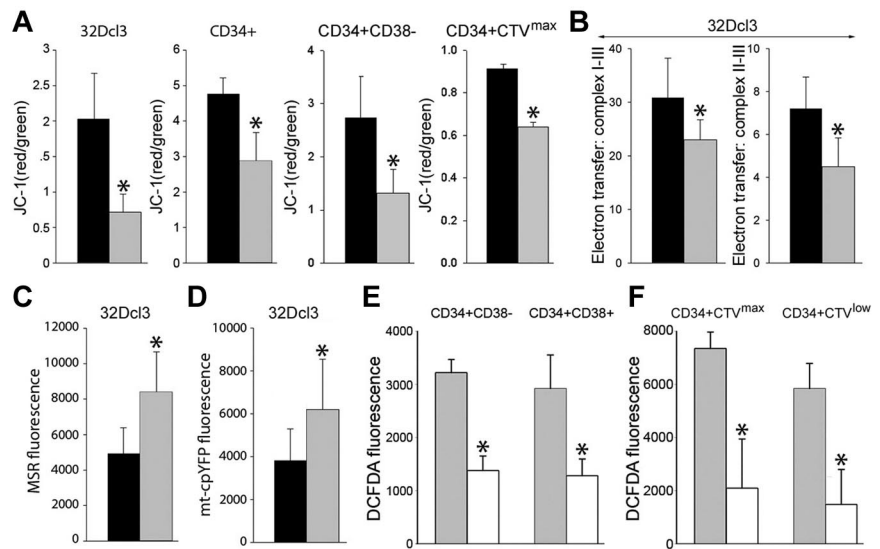 A
32Dcl3
CD34+
CD34+CD38-
CD34+CTVmax
JC-1(red/green)
2
2
.5
1
0.5
0
*
JC-1(red/green)
6
5
4
3
2
1
0
*
JC-1(red/green)
4
3
2
1
0
*
JC-1(red/green)
1.0
0.8
0.6
0.4
0.2
0.0
*
B
32Dcl3
Electron transfer: complex I-III
40
30
20
10
0
*
Electron transfer: complex II-III
10
8
6
4
2
0
*
C
32Dcl3
MSR fluorescence
12000
10000
8000
6000
4000
2000
0
*
D
32Dcl3
mt-cpYFP fluorescence
10000
8000
6000
4000
2000
0
*
E
CD34+CD38-
CD34+CD38+
DCFDA fluorescence
4000
3000
2000
1000
0
*
*
F
CD34+CTVmax
CD34+CTVlow
DCFDA fluorescence
8000
6000
4000
2000
0
*
*